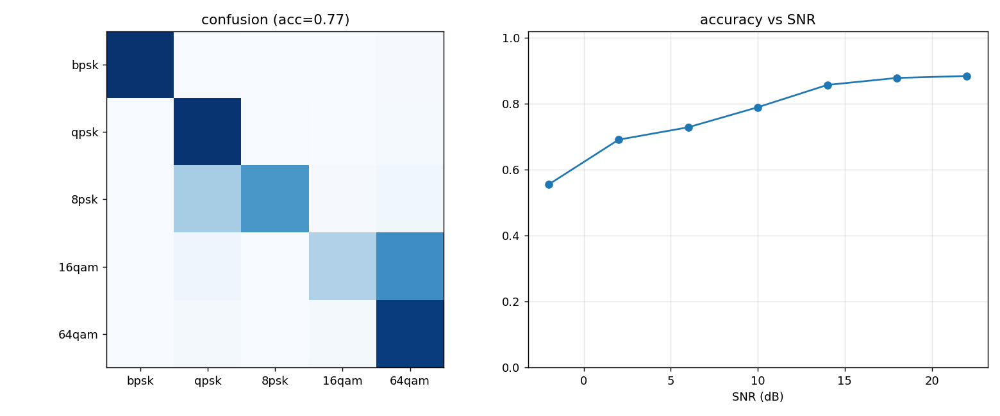 confusion (acc=0.77)
bpsk
qpsk
8psk
16qam
64qam
bpsk qpsk 8psk 16qam 64qam
accuracy vs SNR
1.0
0.8
0.6
0.4
0.2
0.0
0 5 10 15 20
SNR (dB)